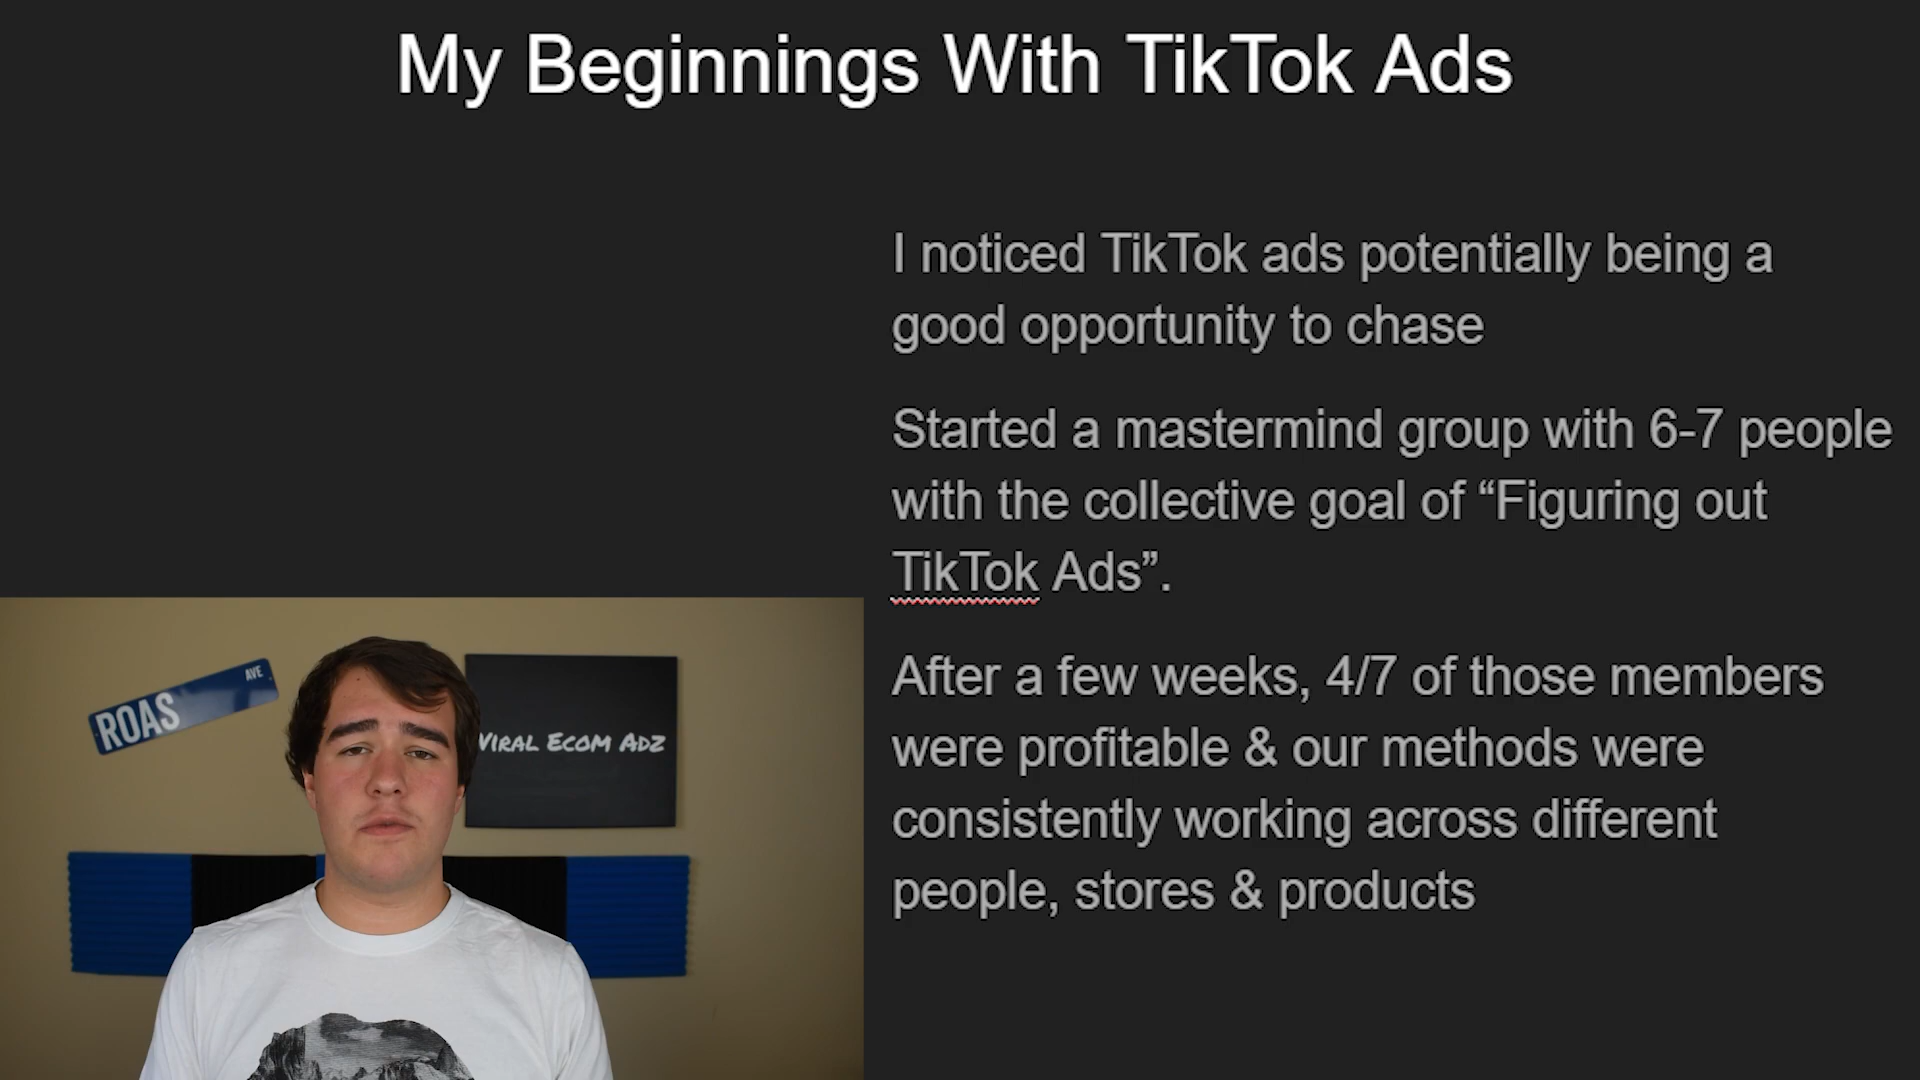 My Beginnings With TikTok Ads
I noticed TikTok ads potentially being a
good opportunity to chase
Started a mastermind group with 6-7 people
with the collective goal of “Figuring out
TikTok Ads”.
After a few weeks, 4/7 of those members
were profitable & our methods were
consistently working across different
people, stores & products
ROAS AVE
VIRAL ECOM ADZ